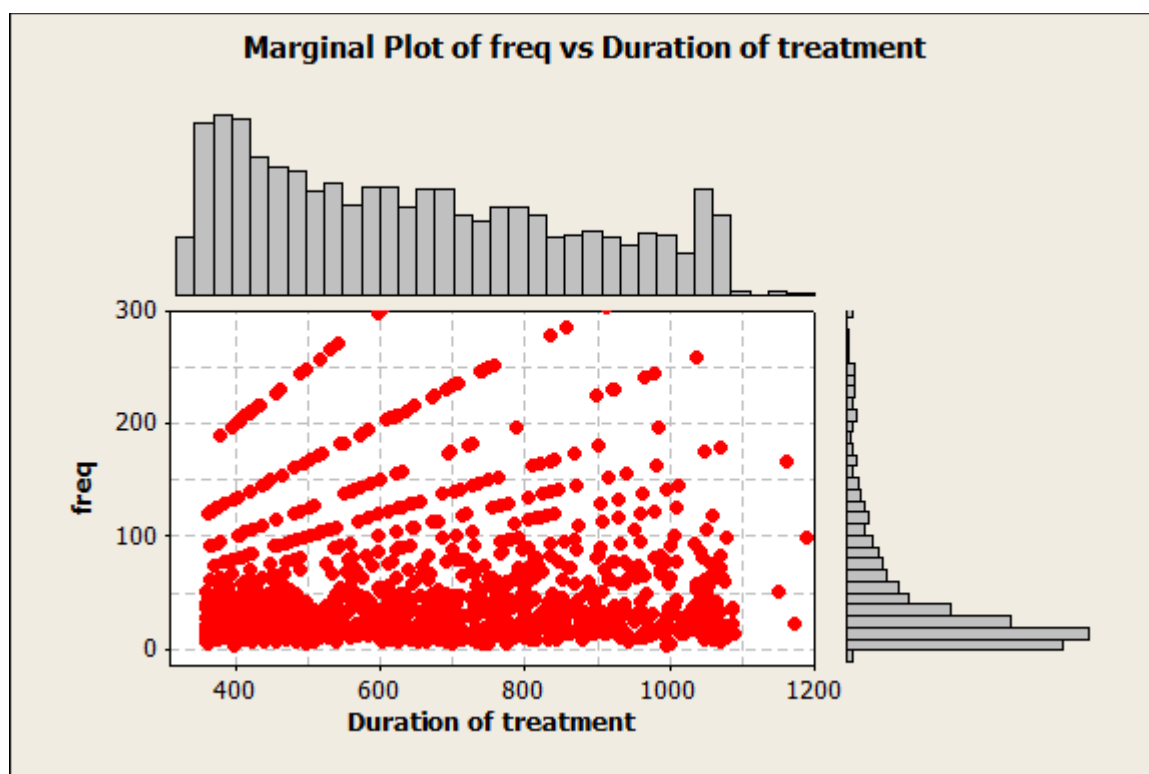 Marginal Plot of freq vs Duration of treatment
300
200
100
0
freq
400 600 800 1000 1200
Duration of treatment